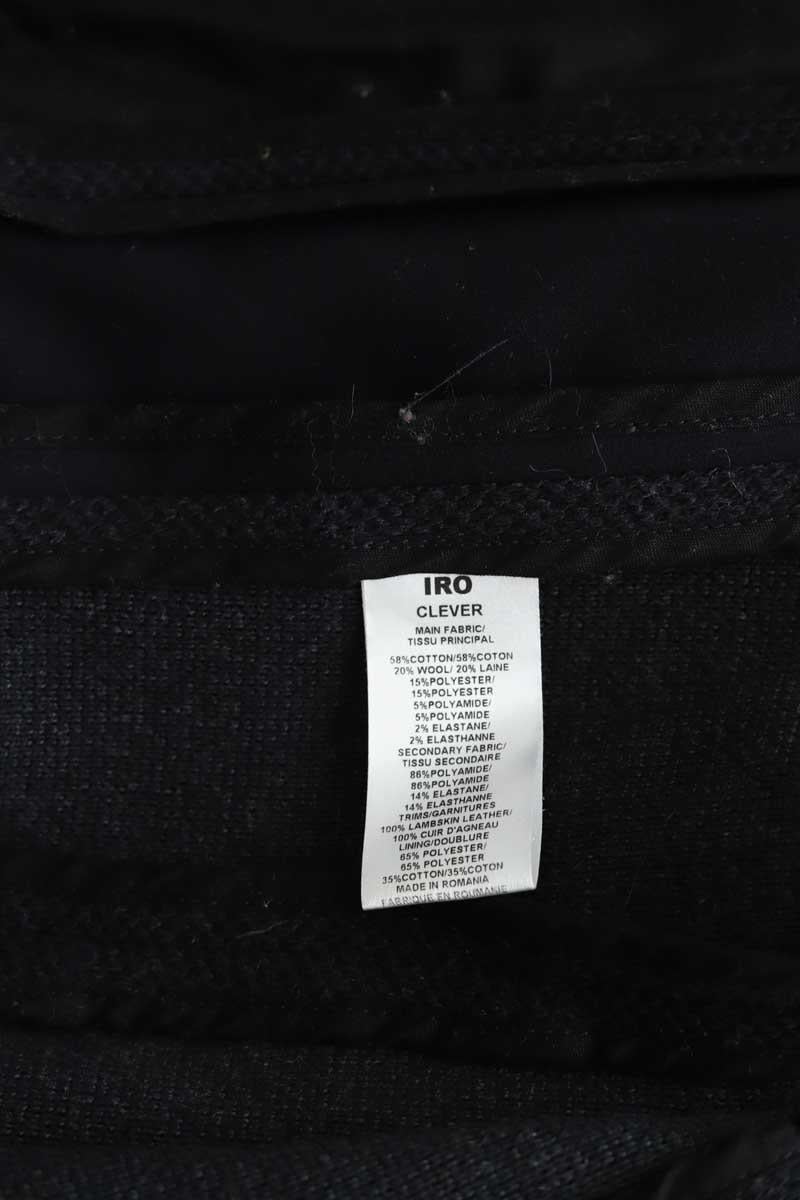 IRO
CLEVER
MAIN FABRIC/
TISSU PRINCIPAL
58%COTTON/58%COTON
20% WOOL/ 20% LAINE
15%POLYESTER/
15%POLYESTER
5%POLYAMIDE/
5%POLYAMIDE
2% ELASTANE/
2% ELASTHANNE
SECONDARY FABRIC/
TISSU SECONDAIRE
86%POLYAMIDE/
86%POLYAMIDE
14% ELASTANE/
14% ELASTHANNE
TRIMS/GARNITURES
100% LAMBSKIN LEATHER/
100% CUIR D'AGNEAU
LINING/DOUBLURE
65% POLYESTER/
65% POLYESTER
35%COTTON/35%COTON
MADE IN ROMANIA
FABRIQUE EN ROUMANIE